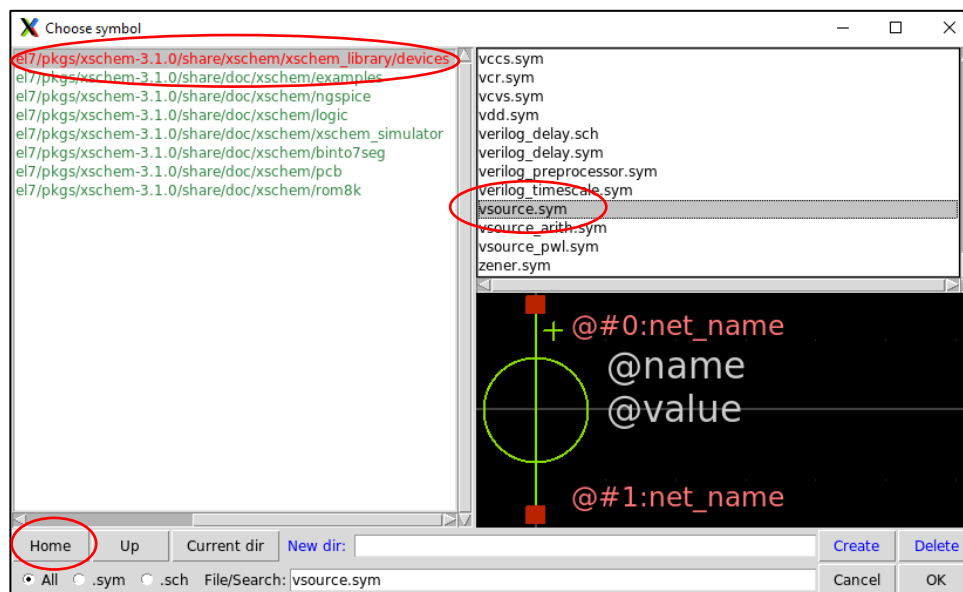 Choose symbol
el7/pkgs/xschem-3.1.0/share/xschem/xschem_library/devices
el7/pkgs/xschem-3.1.0/share/doc/xschem/examples
el7/pkgs/xschem-3.1.0/share/doc/xschem/ngspice
el7/pkgs/xschem-3.1.0/share/doc/xschem/logic
el7/pkgs/xschem-3.1.0/share/doc/xschem/xschem_simulator
el7/pkgs/xschem-3.1.0/share/doc/xschem/binto7seg
el7/pkgs/xschem-3.1.0/share/doc/xschem/pcb
el7/pkgs/xschem-3.1.0/share/doc/xschem/rom8k
vccs.sym
vcr.sym
vcvs.sym
vdd.sym
verilog_delay.sch
verilog_delay.sym
verilog_preprocessor.sym
verilog_timescale.sym
vsource.sym
vsource_arith.sym
vsource_pwl.sym
zener.sym
+ @#0:net_name
@name
@value
@#1:net_name
Home Up Current dir New dir: Create Delete
All .sym .sch File/Search: vsource.sym Cancel OK